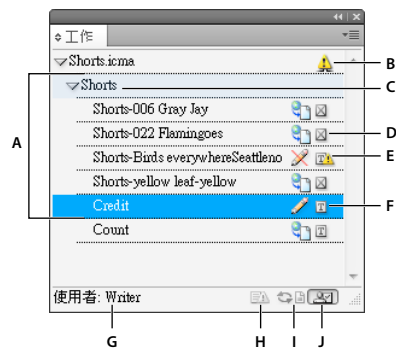 工作
Shorts.icma
B
Shorts
C
A
Shorts-006 Gray Jay
Shorts-022 Flamingoes
D
Shorts-Birds everywhereSeattleno
E
Shorts-yellow leaf-yellow
Credit
F
Count
使用者: Writer
G
H
I
J